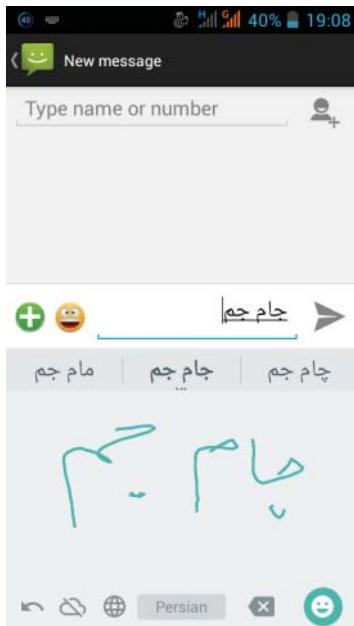 40 H G 40% 19:08
New message
Type name or number
جام جم
چام جم جام جم مام جم
جام جم
Persian